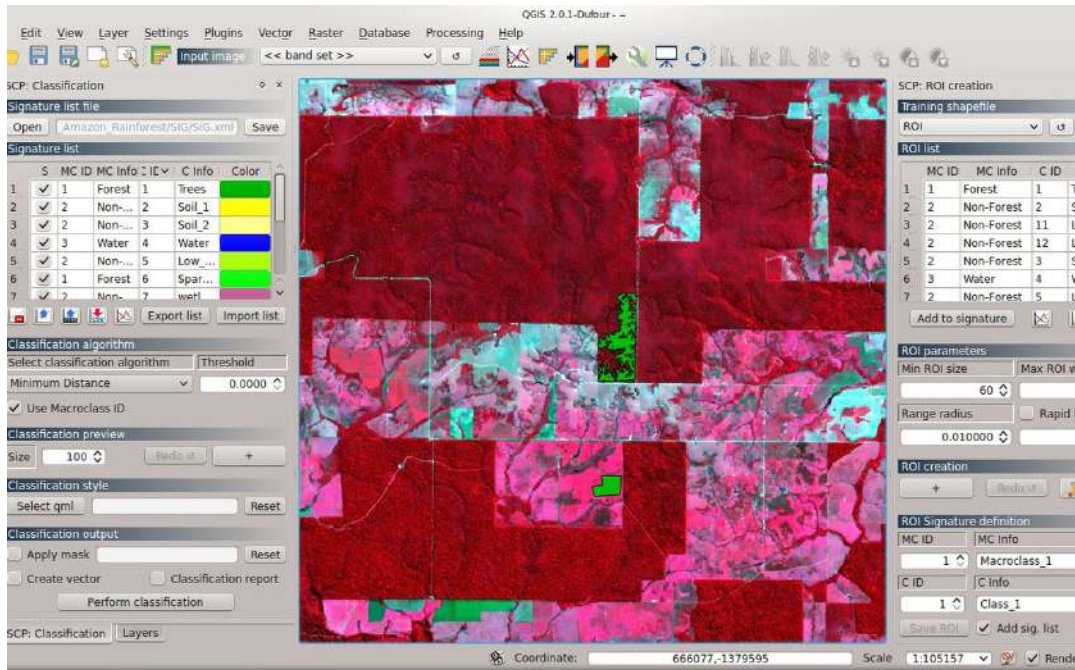 QGIS 2.0.1-Dufour - -
Edit View Layer Settings Plugins Vector Raster Database Processing Help
Input image << band set >>
SCP: Classification
Signature list file
Open Amazon_Rainforest/SIG/SIG.xml Save
Signature list
S MC ID MC Info C ID C Info Color
1 1 Forest 1 Trees
2 2 Non-... 2 Soil_1
3 2 Non-... 3 Soil_2
4 3 Water 4 Water
5 2 Non-... 5 Low_...
6 1 Forest 6 Spar...
7 2 Non- 7 wetl
Export list Import list
Classification algorithm
Select classification algorithm Threshold
Minimum Distance 0.0000
Use Macroclass ID
Classification preview
Size 100 Redo +
Classification style
Select qml Reset
Classification output
Apply mask Reset
Create vector Classification report
Perform classification
SCP: Classification Layers
SCP: ROI creation
Training shapefile
ROI
ROI list
MC ID MC Info C ID
1 1 Forest 1 T
2 2 Non-Forest 2 S
3 2 Non-Forest 11 L
4 2 Non-Forest 12 L
5 2 Non-Forest 3 S
6 3 Water 4 W
7 2 Non-Forest 5 L
Add to signature
ROI parameters
Min ROI size Max ROI w
60
Range radius Rapid
0.010000
ROI creation
+ Redo
ROI Signature definition
MC ID MC Info
1 Macroclass_1
C ID C Info
1 Class_1
Save ROI Add sig. list
Coordinate: 666077,-1379595 Scale 1:105157 Rende